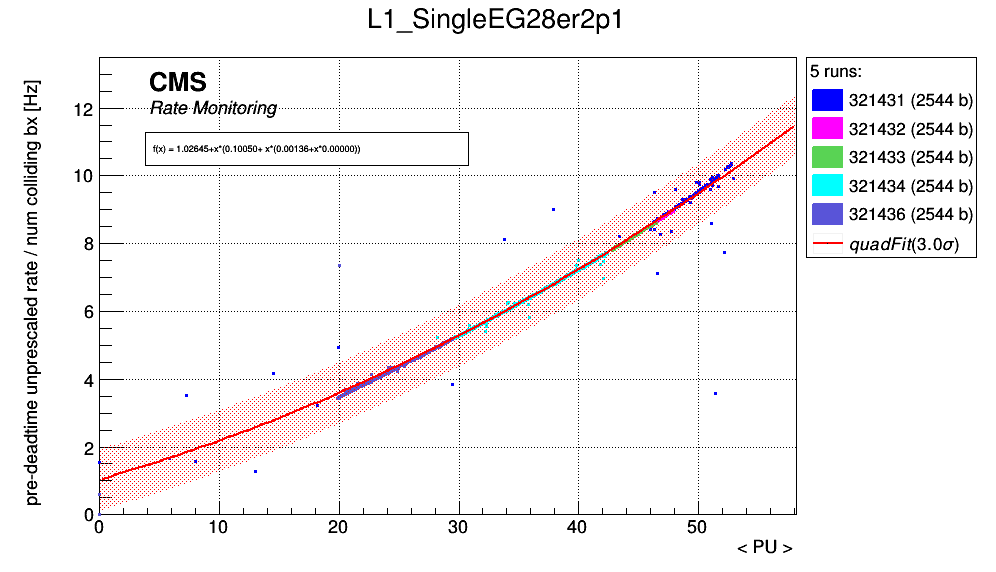 L1_SingleEG28er2p1
pre-deadtime unprescaled rate / num colliding bx [Hz]
CMS
Rate Monitoring
f(x) = 1.02645+x*(0.10050+ x*(0.00136+x*0.00000))
12
10
8
6
4
2
0
0 10 20 30 40 50
< PU >
5 runs:
321431 (2544 b)
321432 (2544 b)
321433 (2544 b)
321434 (2544 b)
321436 (2544 b)
quadFit(3.0σ)